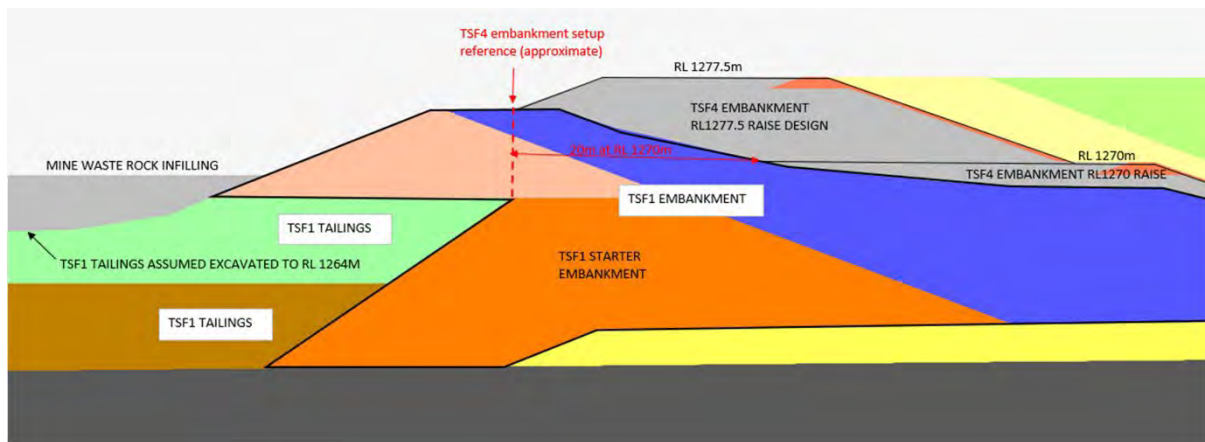 TSF4 embankment setup
reference (approximate)
RL 1277.5m
TSF4 EMBANKMENT
RL1277.5 RAISE DESIGN
MINE WASTE ROCK INFILLING
20m at RL 1270m
RL 1270m
TSF4 EMBANKMENT RL1270 RAISE
TSF1 EMBANKMENT
TSF1 TAILINGS
TSF1 TAILINGS ASSUMED EXCAVATED TO RL 1264M
TSF1 STARTER
EMBANKMENT
TSF1 TAILINGS